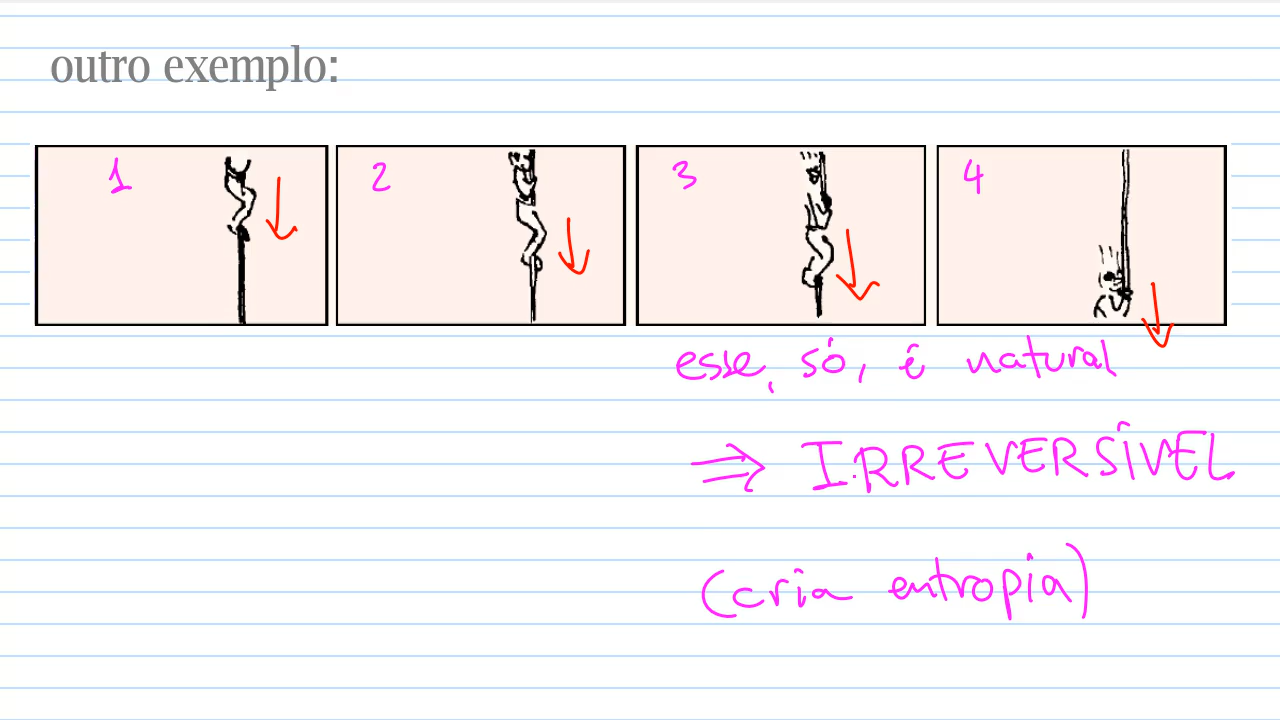 outro exemplo:
1 2 3 4
esse, só, é natural
⇒ IRREVERSÍVEL
(cria entropia)